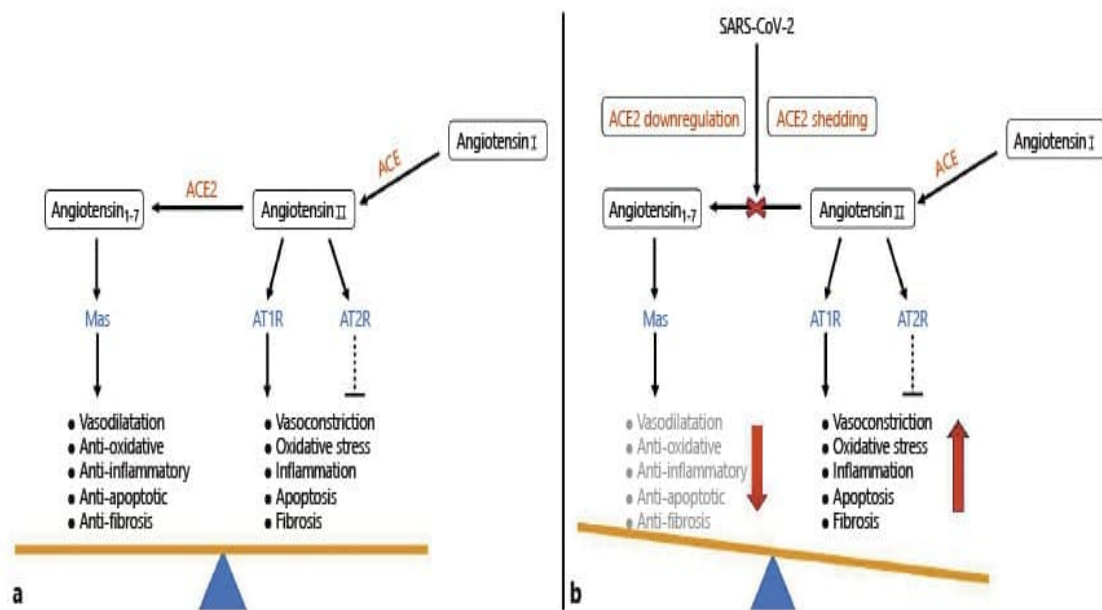 Angiotensin I
ACE
ACE2
Angiotensin1-7
Angiotensin II
Mas
AT1R
AT2R
● Vasodilatation
● Anti-oxidative
● Anti-inflammatory
● Anti-apoptotic
● Anti-fibrosis
● Vasoconstriction
● Oxidative stress
● Inflammation
● Apoptosis
● Fibrosis
a
SARS-CoV-2
ACE2 downregulation
ACE2 shedding
Angiotensin I
ACE
Angiotensin1-7
Angiotensin II
Mas
AT1R
AT2R
● Vasodilatation
● Anti-oxidative
● Anti-inflammatory
● Anti-apoptotic
● Anti-fibrosis
● Vasoconstriction
● Oxidative stress
● Inflammation
● Apoptosis
● Fibrosis
b